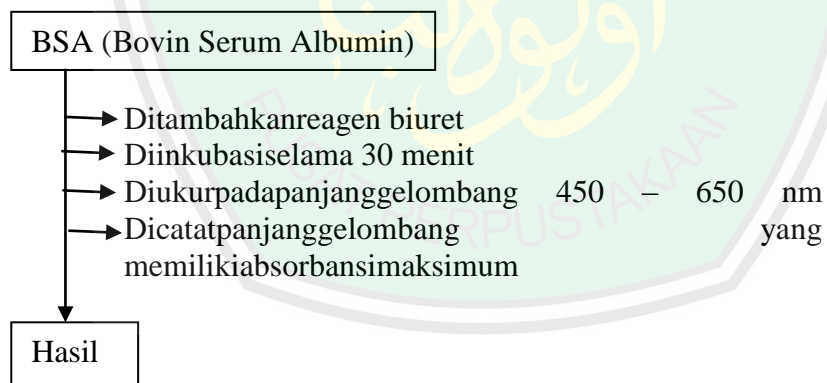 BSA (Bovin Serum Albumin)
Ditambahkanreagen biuret
Diinkubasiselama 30 menit
Diukurpadapanjanggelombang 450 – 650 nm
Dicatatpanjanggelombang yang
memilikiabsorbansimaksimum
Hasil